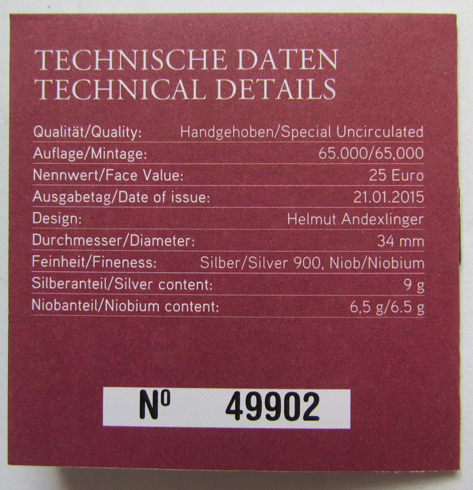 TECHNISCHE DATEN
TECHNICAL DETAILS
Qualität/Quality: Handgehoben/Special Uncirculated
Auflage/Mintage: 65.000/65,000
Nennwert/Face Value: 25 Euro
Ausgabetag/Date of issue: 21.01.2015
Design: Helmut Andexlinger
Durchmesser/Diameter: 34 mm
Feinheit/Fineness: Silber/Silver 900, Niob/Niobium
Silberanteil/Silver content: 9 g
Niobanteil/Niobium content: 6,5 g/6.5 g
Nº 49902